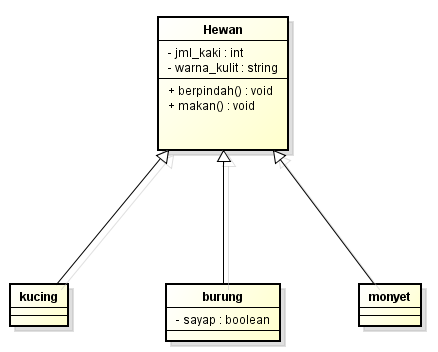 Hewan
- jml_kaki : int
- warna_kulit : string
+ berpindah() : void
+ makan() : void
kucing
burung
- sayap : boolean
monyet